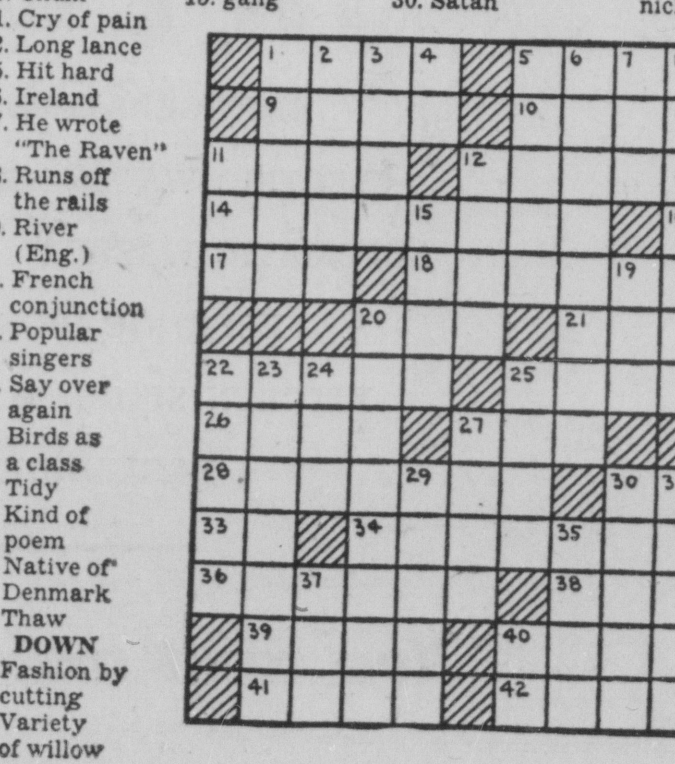 19. gang
30. Satan
nic
. Cry of pain
. Long lance
. Hit hard
. Ireland
. He wrote
"The Raven"
. Runs off
the rails
. River
(Eng.)
. French
conjunction
. Popular
singers
. Say over
again
Birds as
a class
Tidy
Kind of
poem
Native of
Denmark
Thaw
DOWN
Fashion by
cutting
Variety
of willow
1 2 3 4 5 6 7
9 10
11 12
14 15
17 18 19
20 21
22 23 24 25
26 27
28 29 30 3
33 34 35
36 37 38
39 40
41 42